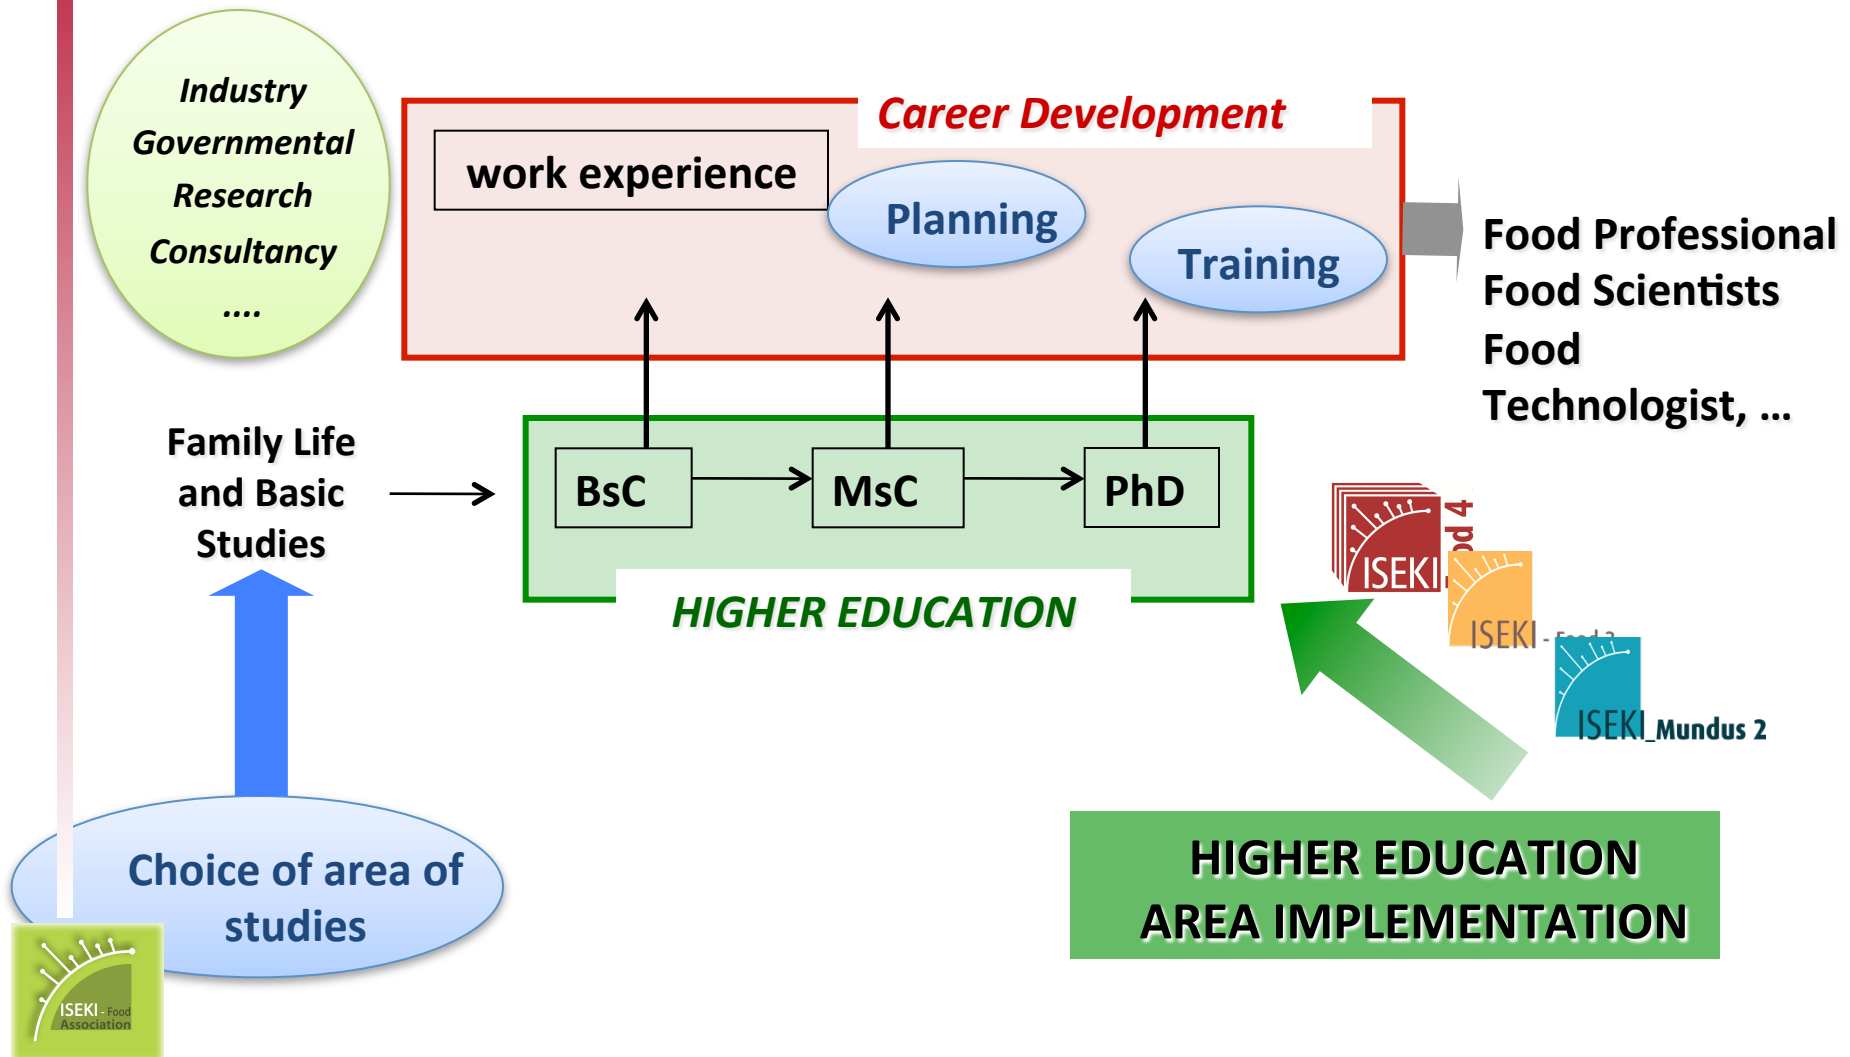 Industry
Governmental
Research
Consultancy
....
Career Development
work experience
Planning
Training
Food Professional
Food Scientists
Food
Technologist, ...
Family Life
and Basic
Studies
BsC
MsC
PhD
HIGHER EDUCATION
ISEKI
4
ISEKI -
ISEKI_Mundus 2
Choice of area of
studies
HIGHER EDUCATION
AREA IMPLEMENTATION
ISEKI - Food
Association